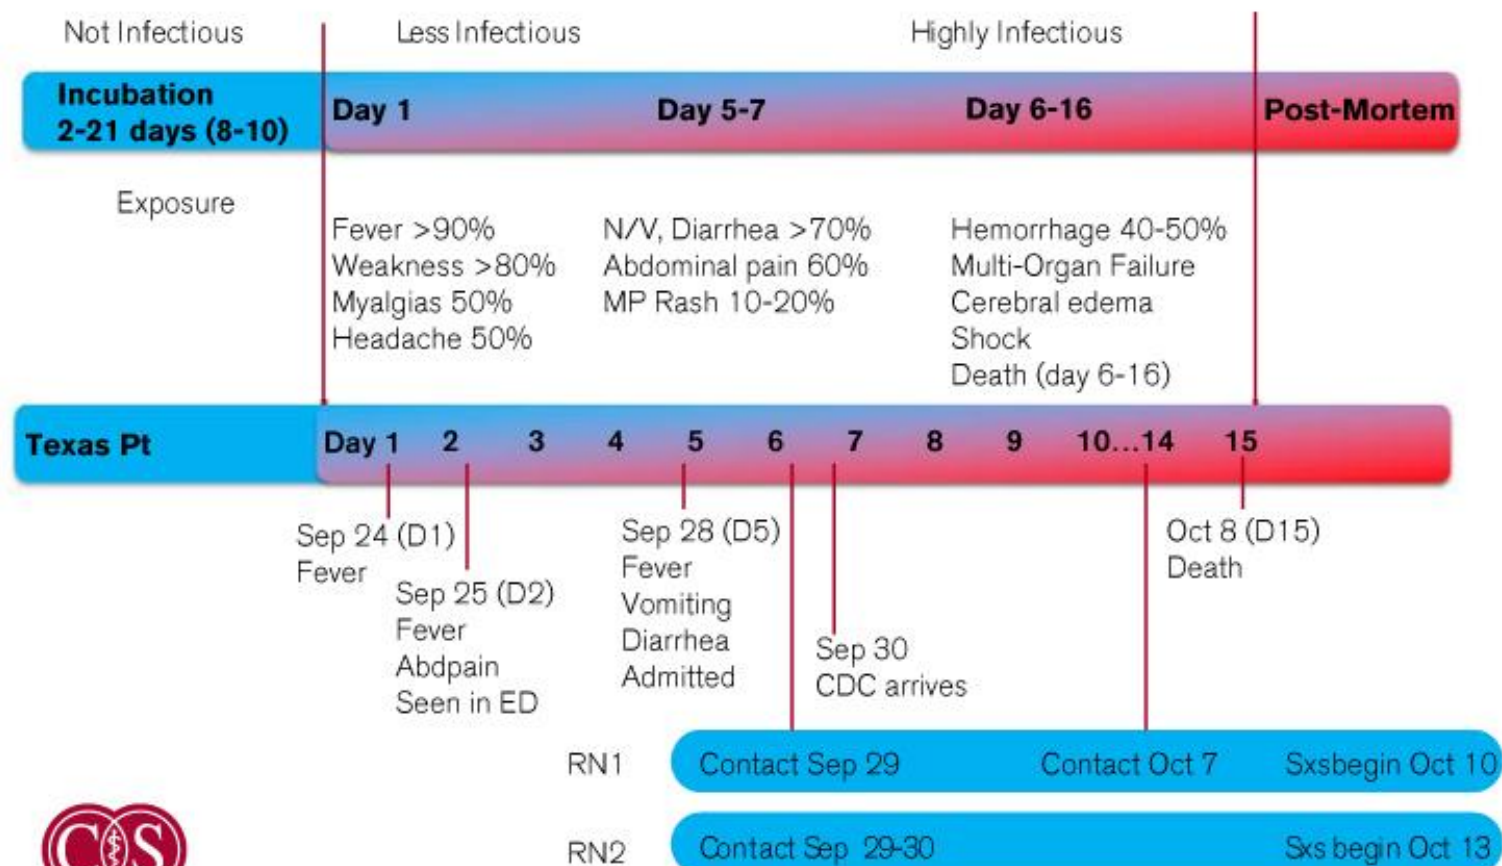 Not Infectious
Less Infectious
Highly Infectious
Incubation
2-21 days (8-10)
Day 1
Day 5-7
Day 6-16
Post-Mortem
Exposure
Fever >90%
Weakness >80%
Myalgias 50%
Headache 50%
N/V, Diarrhea >70%
Abdominal pain 60%
MP Rash 10-20%
Hemorrhage 40-50%
Multi-Organ Failure
Cerebral edema
Shock
Death (day 6-16)
Texas Pt
Day 1 2 3 4 5 6 7 8 9 10...14 15
Sep 24 (D1)
Fever
Sep 25 (D2)
Fever
Abdpain
Seen in ED
Sep 28 (D5)
Fever
Vomiting
Diarrhea
Admitted
Sep 30
CDC arrives
Oct 8 (D15)
Death
RN1
Contact Sep 29
Contact Oct 7
Sxsbegin Oct 10
RN2
Contact Sep 29-30
Sxs begin Oct 13
CS